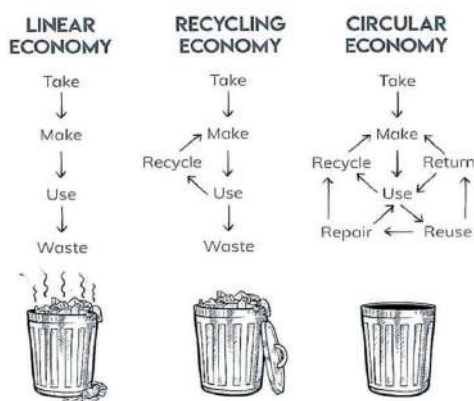 LINEAR
ECONOMY
Take
Make
Use
Waste
RECYCLING
ECONOMY
Take
Make
Recycle
Use
Waste
CIRCULAR
ECONOMY
Take
Make
Recycle
Return
Use
Repair
Reuse